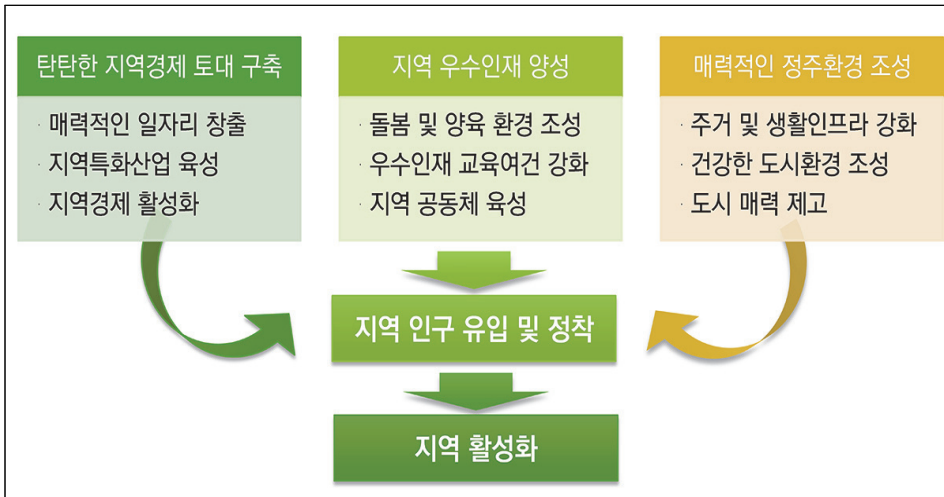 탄탄한 지역경제 토대 구축
· 매력적인 일자리 창출
· 지역특화산업 육성
· 지역경제 활성화
지역 우수인재 양성
· 돌봄 및 양육 환경 조성
· 우수인재 교육여건 강화
· 지역 공동체 육성
매력적인 정주환경 조성
· 주거 및 생활인프라 강화
· 건강한 도시환경 조성
· 도시 매력 제고
지역 인구 유입 및 정착
지역 활성화